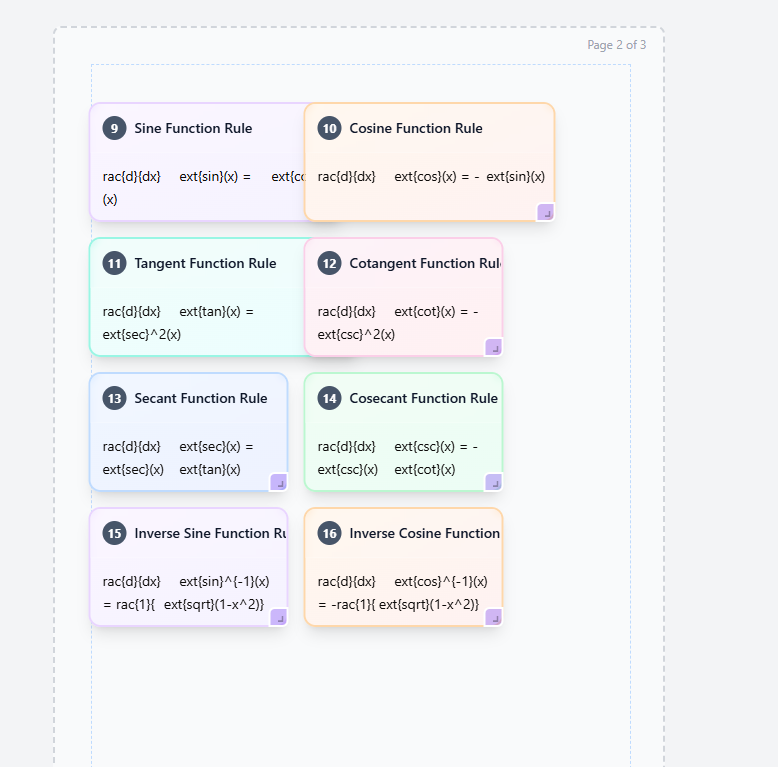 Page 2 of 3
9 Sine Function Rule
rac{d}{dx} ext{sin}(x) = ext{co
(x)
10 Cosine Function Rule
rac{d}{dx} ext{cos}(x) = - ext{sin}(x)
11 Tangent Function Rule
rac{d}{dx} ext{tan}(x) =
ext{sec}^2(x)
12 Cotangent Function Rul
rac{d}{dx} ext{cot}(x) = -
ext{csc}^2(x)
13 Secant Function Rule
rac{d}{dx} ext{sec}(x) =
ext{sec}(x) ext{tan}(x)
14 Cosecant Function Rule
rac{d}{dx} ext{csc}(x) = -
ext{csc}(x) ext{cot}(x)
15 Inverse Sine Function Ru
rac{d}{dx} ext{sin}^{-1}(x)
= rac{1}{ ext{sqrt}(1-x^2)}
16 Inverse Cosine Function
rac{d}{dx} ext{cos}^{-1}(x)
= -rac{1}{ ext{sqrt}(1-x^2)}